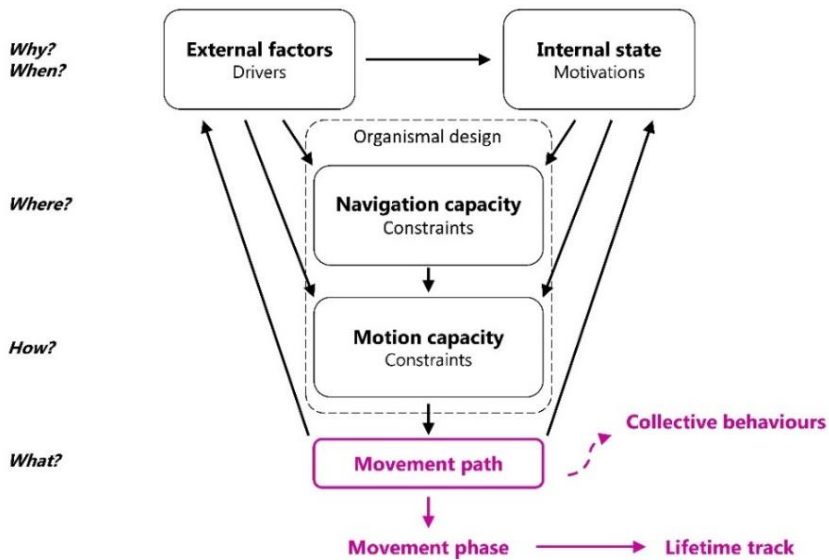 Why?
When?
External factors
Drivers
Internal state
Motivations
Organismal design
Where?
Navigation capacity
Constraints
How?
Motion capacity
Constraints
Collective behaviours
What?
Movement path
Movement phase
Lifetime track